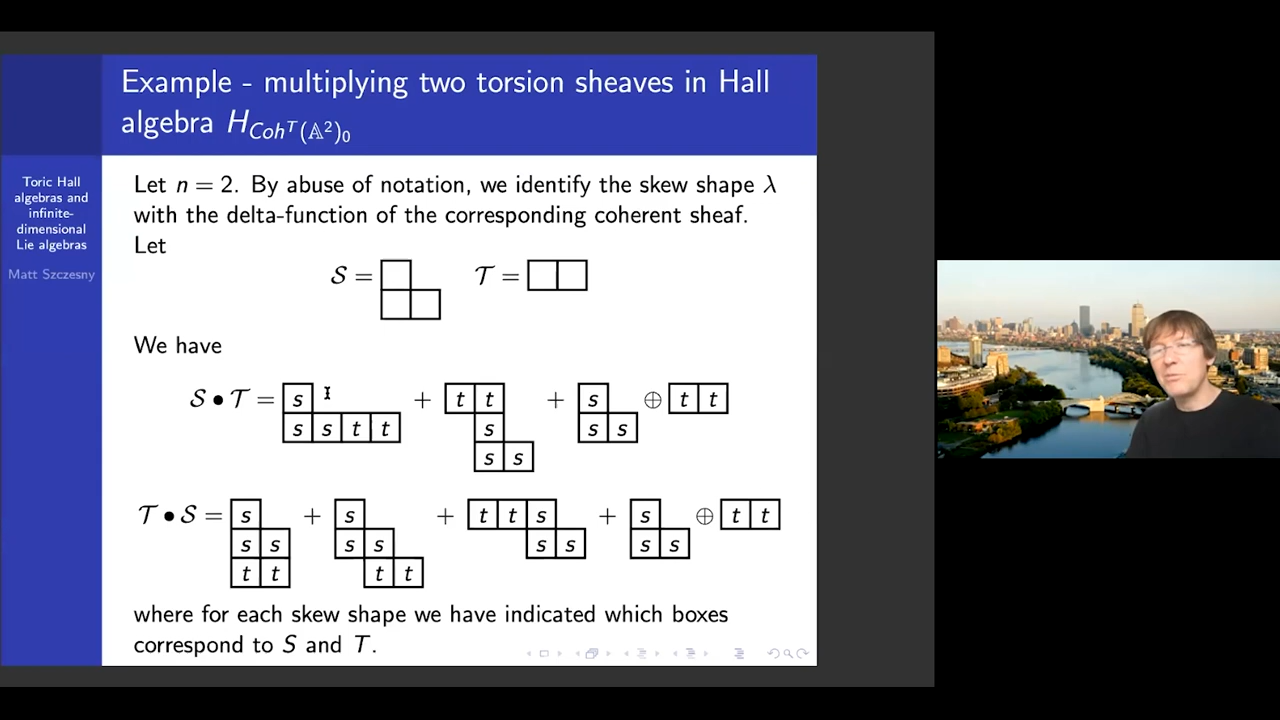 Example - multiplying two torsion sheaves in Hall
algebra H_{Coh^T(𝔸²)_0}
Toric Hall
algebras and
infinite-
dimensional
Lie algebras
Matt Szczesny
Let n = 2. By abuse of notation, we identify the skew shape λ
with the delta-function of the corresponding coherent sheaf.
Let
𝒮 = 𝒯 =
We have
𝒮 • 𝒯 = s s s t t + t t s s s + s s s ⊕ t t
𝒯 • 𝒮 = s s s t t + s s s t t + t t s s s + s s s ⊕ t t
where for each skew shape we have indicated which boxes
correspond to S and T.